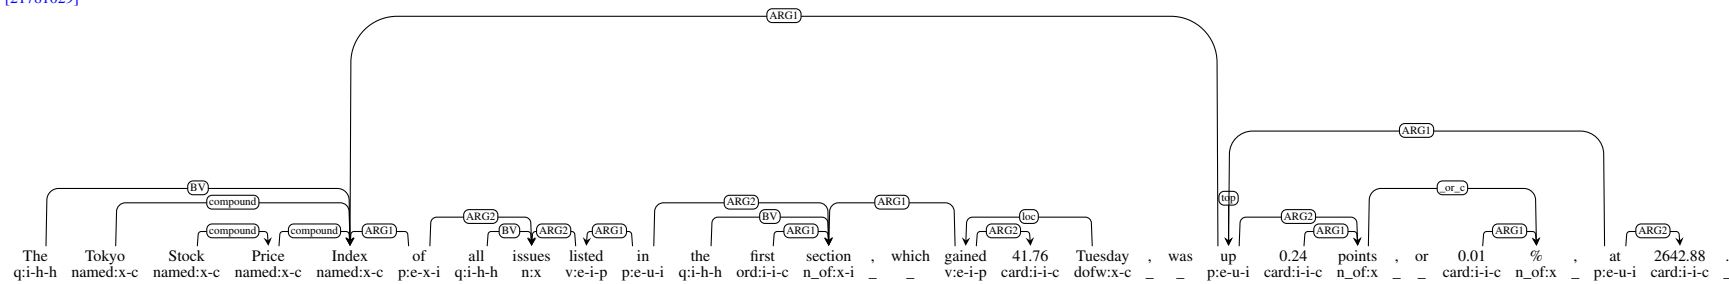 [21761029]
ARG1
ARG1
BV _or_c
compound ARG2 BV ARG1 top
ARG2 BV loc ARG2
compound compound ARG1 BV ARG2 ARG1 ARG1 ARG2 ARG1 ARG1 ARG2
The Tokyo Stock Price Index of all issues listed in the first section , which gained 41.76 Tuesday , was up 0.24 points , or 0.01 % , at 2642.88 .
q:i-h-h named:x-c named:x-c named:x-c named:x-c p:e-x-i q:i-h-h n:x v:e-i-p p:e-u-i q:i-h-h ord:i-i-c n_of:x-i _ _ v:e-i-p card:i-i-c dofw:x-c _ _ p:e-u-i card:i-i-c n_of:x _ _ card:i-i-c n_of:x _ p:e-u-i card:i-i-c _